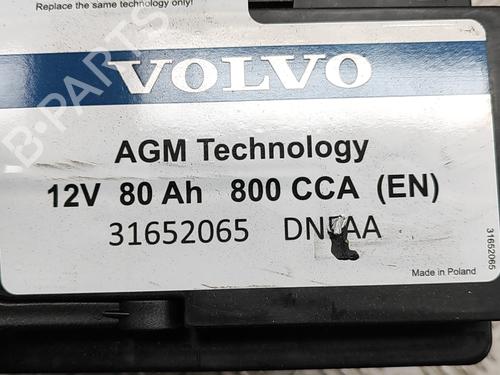 Replace the same technology only!
VOLVO
AGM Technology
12V 80 Ah 800 CCA (EN)
31652065
31652065
Made in Poland
B-PARTS